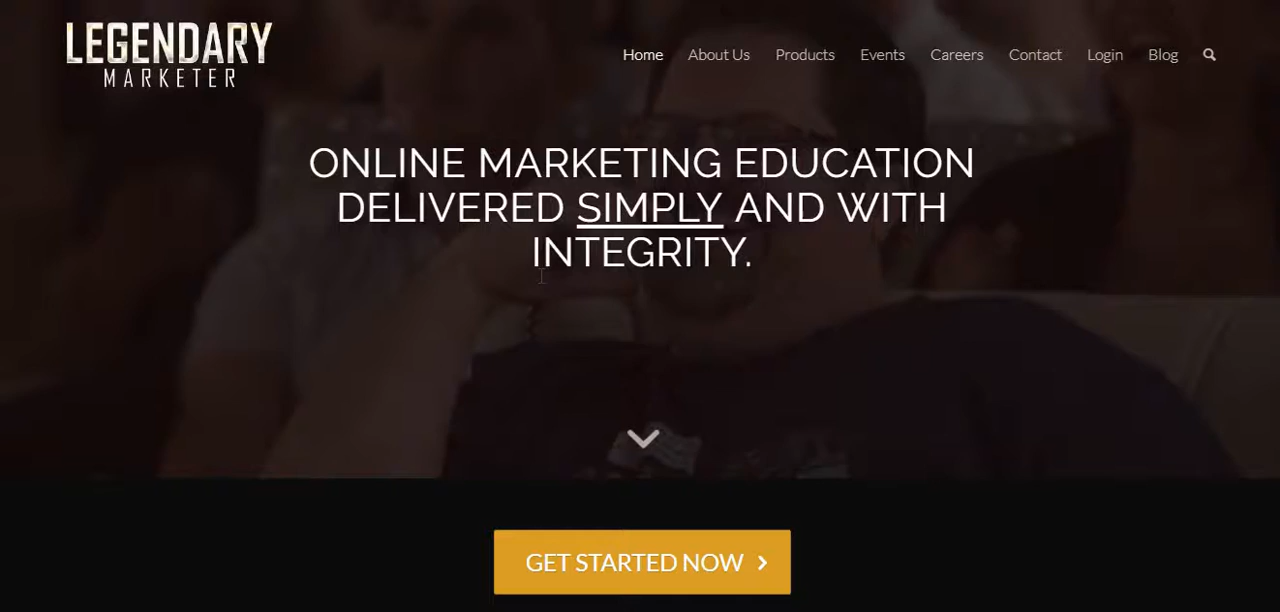 LEGENDARY
MARKETER
Home About Us Products Events Careers Contact Login Blog
ONLINE MARKETING EDUCATION
DELIVERED SIMPLY AND WITH
INTEGRITY.
GET STARTED NOW